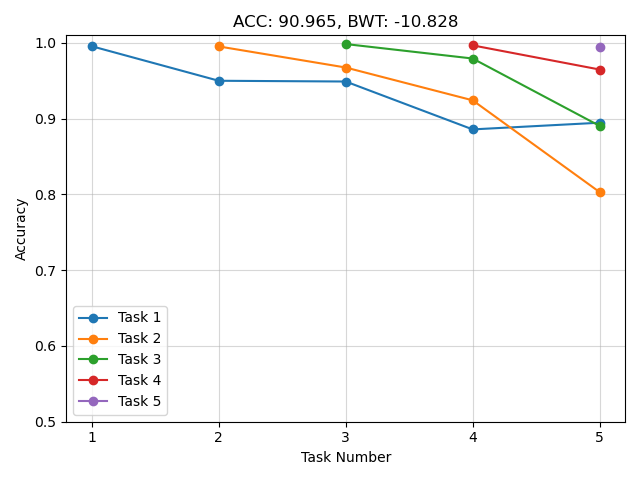 ACC: 90.965, BWT: -10.828
1.0
0.9
0.8
0.7
0.6
0.5
Accuracy
Task 1
Task 2
Task 3
Task 4
Task 5
1 2 3 4 5
Task Number